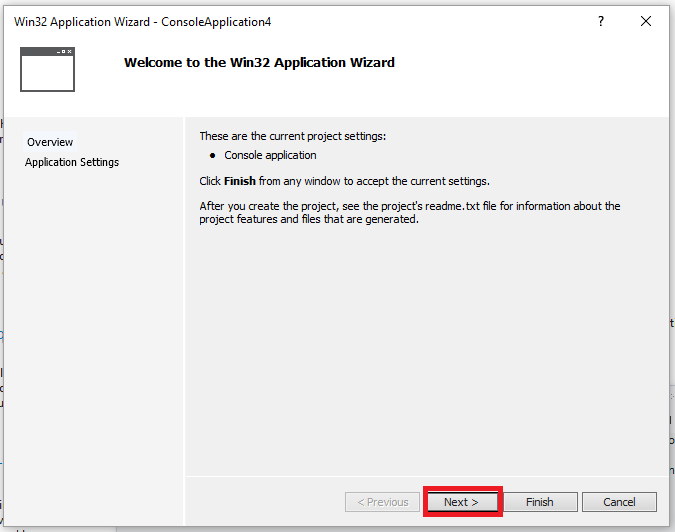 Win32 Application Wizard - ConsoleApplication4
?
Welcome to the Win32 Application Wizard
Overview
Application Settings
These are the current project settings:
● Console application
Click Finish from any window to accept the current settings.
After you create the project, see the project's readme.txt file for information about the
project features and files that are generated.
< Previous
Next >
Finish
Cancel